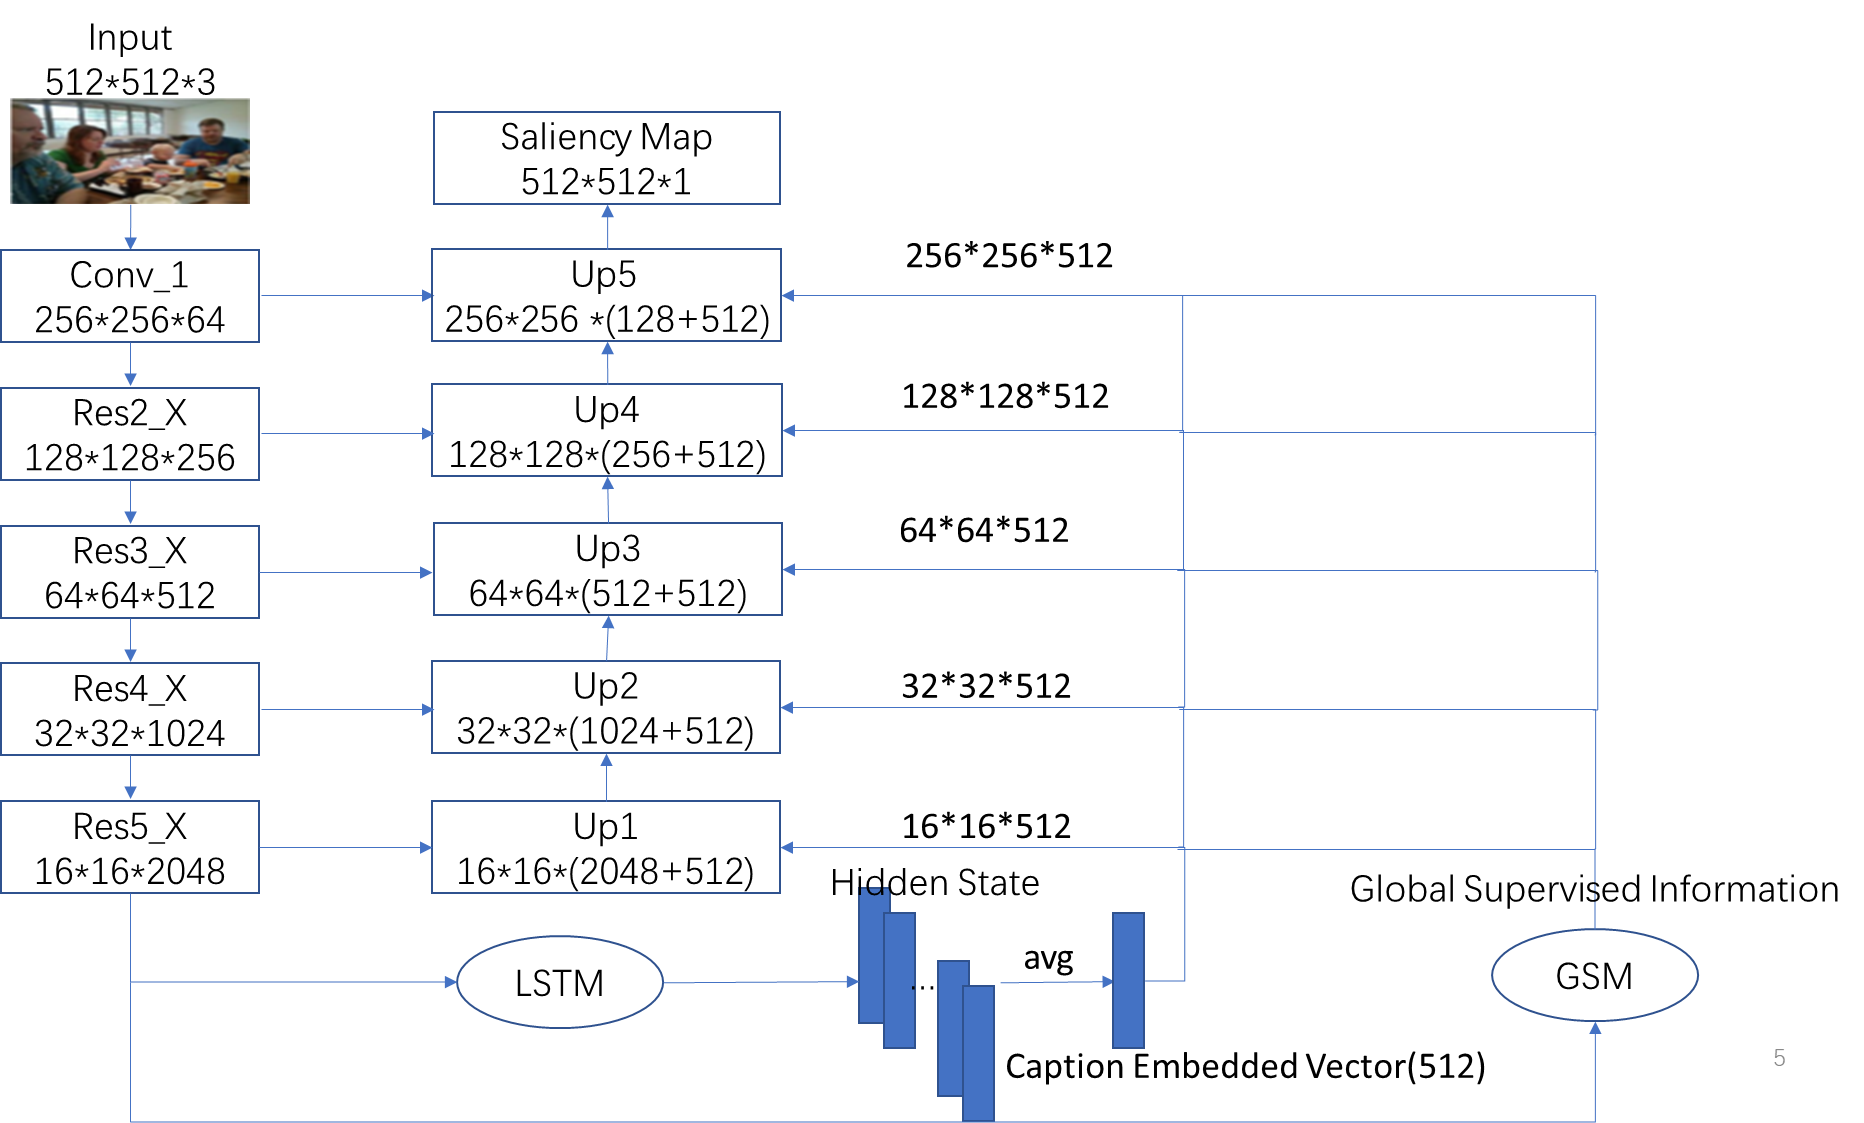 Input
512*512*3
Saliency Map
512*512*1
Conv_1
256*256*64
Up5
256*256 *(128+512)
256*256*512
Res2_X
128*128*256
Up4
128*128*(256+512)
128*128*512
Res3_X
64*64*512
Up3
64*64*(512+512)
64*64*512
Res4_X
32*32*1024
Up2
32*32*(1024+512)
32*32*512
Res5_X
16*16*2048
Up1
16*16*(2048+512)
16*16*512
Hidden State
Global Supervised Information
LSTM
...
avg
GSM
Caption Embedded Vector(512)
5